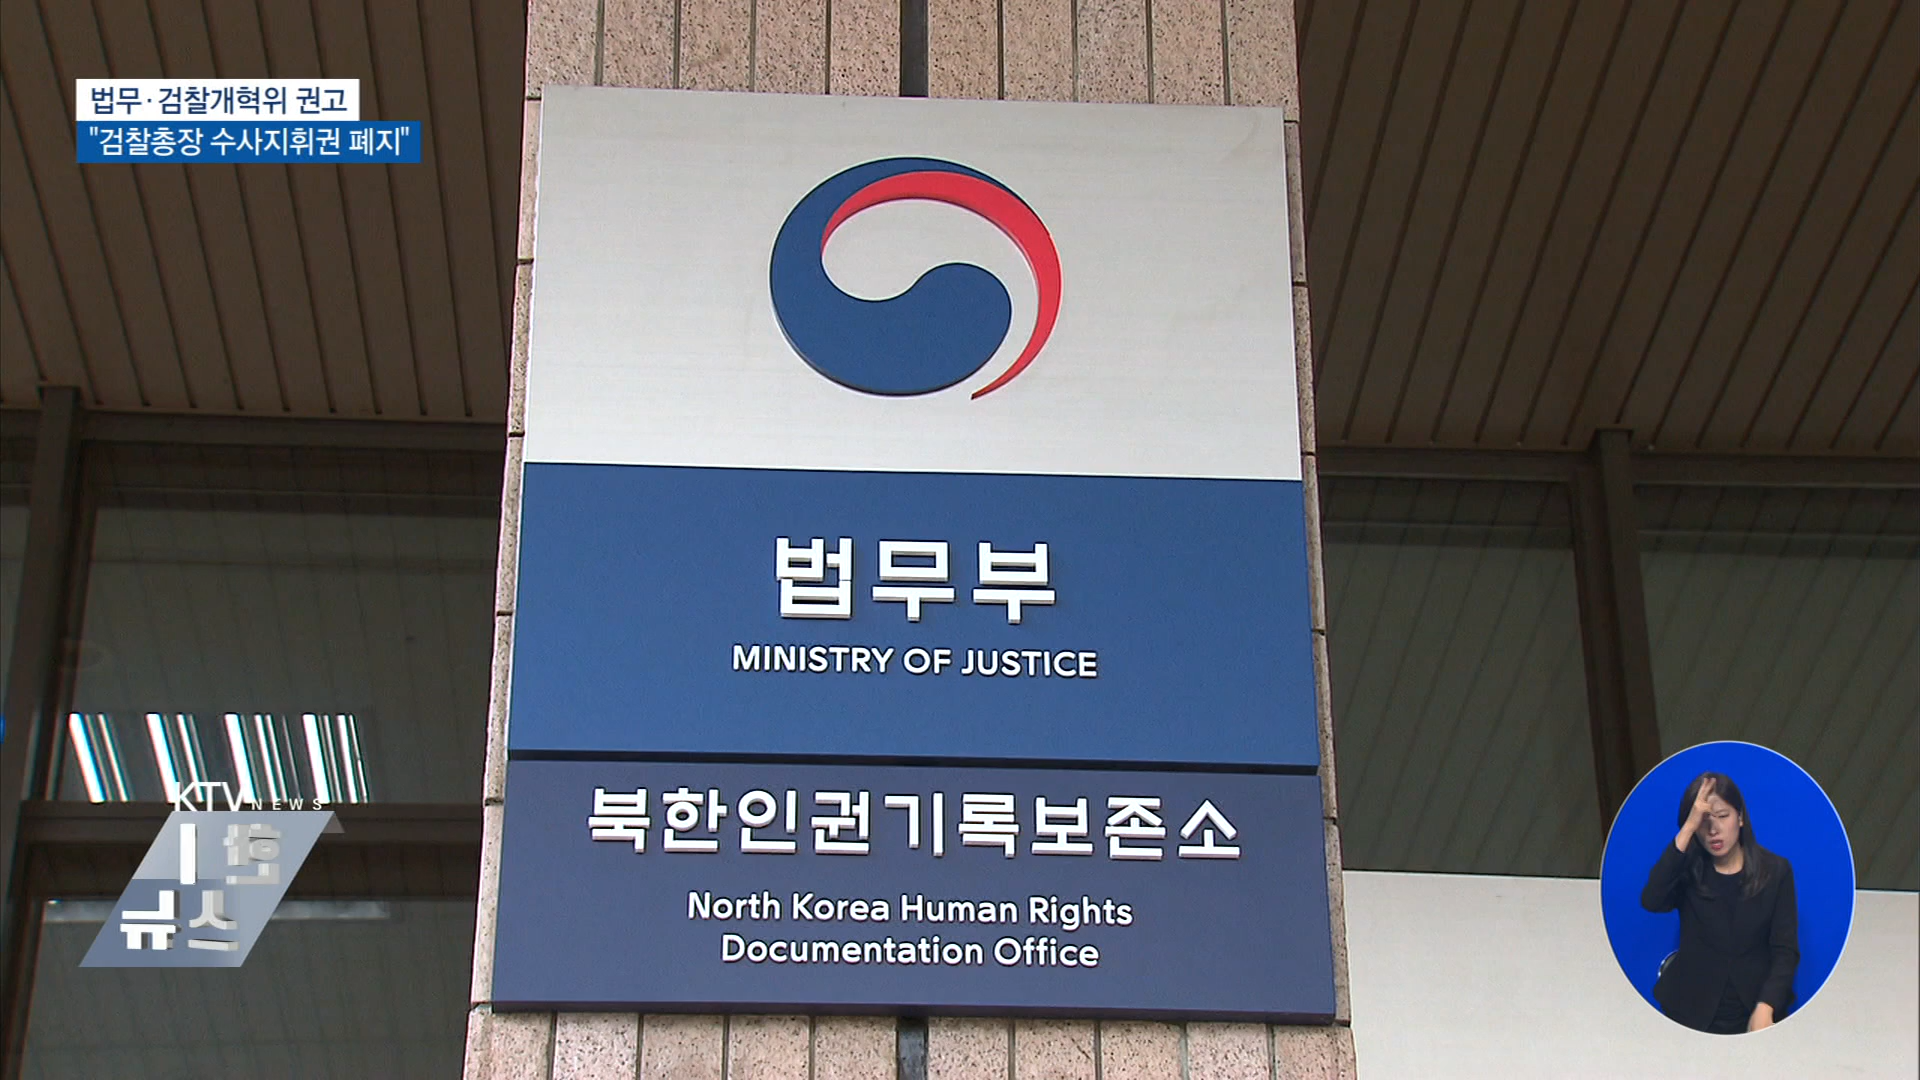 법무·검찰개혁위 권고
"검찰총장 수사지휘권 폐지"
법무부
MINISTRY OF JUSTICE
북한인권기록보존소
North Korea Human Rights
Documentation Office
KTV NEWS
뉴스